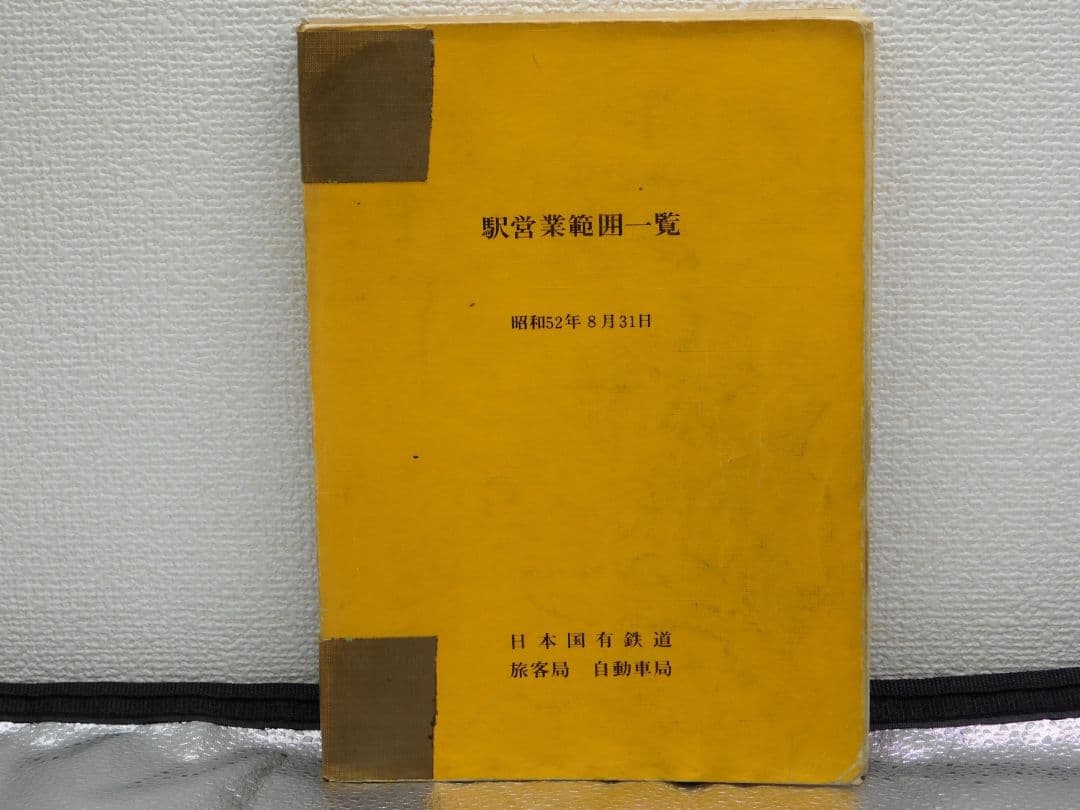 駅営業範囲一覧
昭和52年8月31日
日本国有鉄道
旅客局 自動車局